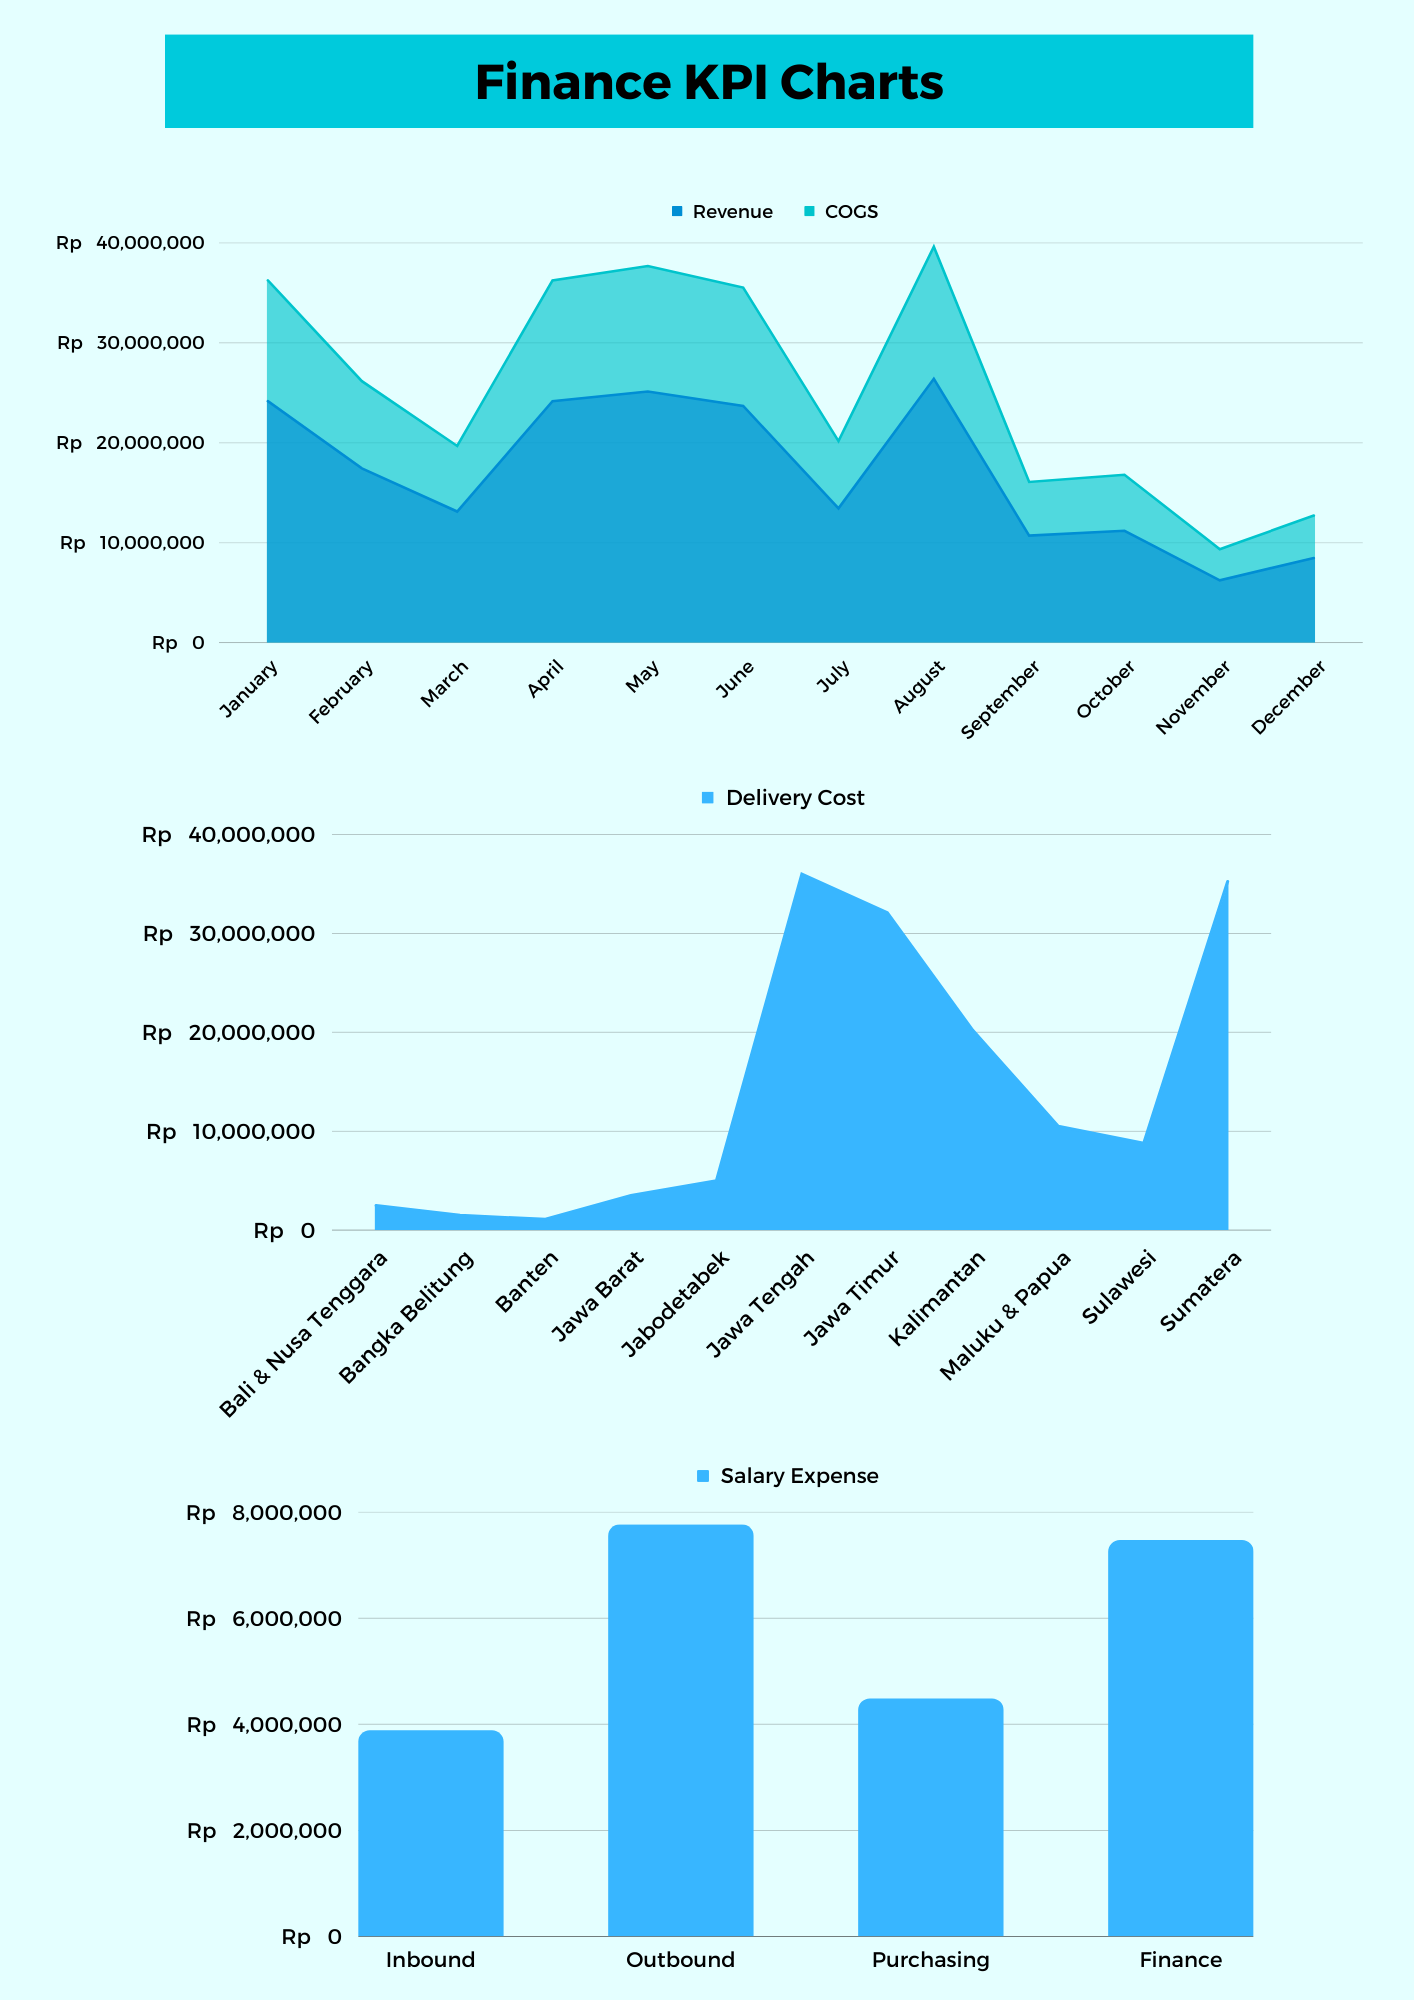 Finance KPI Charts
Revenue COGS
Rp 40,000,000
Rp 30,000,000
Rp 20,000,000
Rp 10,000,000
Rp 0
January February March April May June July August September October November December
Delivery Cost
Rp 40,000,000
Rp 30,000,000
Rp 20,000,000
Rp 10,000,000
Rp 0
Bali & Nusa Tenggara Bangka Belitung Banten Jawa Barat Jabodetabek Jawa Tengah Jawa Timur Kalimantan Maluku & Papua Sulawesi Sumatera
Salary Expense
Rp 8,000,000
Rp 6,000,000
Rp 4,000,000
Rp 2,000,000
Rp 0
Inbound Outbound Purchasing Finance